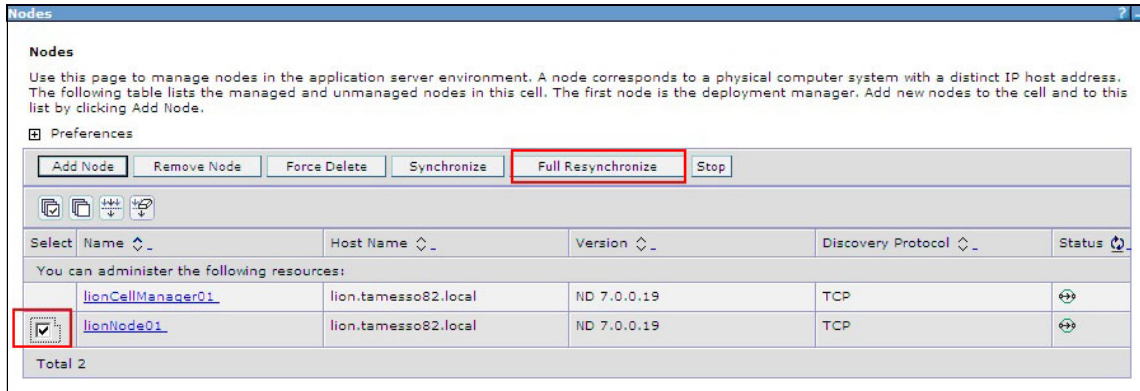 Nodes
?
Nodes
Use this page to manage nodes in the application server environment. A node corresponds to a physical computer system with a distinct IP host address.
The following table lists the managed and unmanaged nodes in this cell. The first node is the deployment manager. Add new nodes to the cell and to this
list by clicking Add Node.
Preferences
Add Node Remove Node Force Delete Synchronize Full Resynchronize Stop
Select Name Host Name Version Discovery Protocol Status
You can administer the following resources:
lionCellManager01 lion.tamesso82.local ND 7.0.0.19 TCP
lionNode01 lion.tamesso82.local ND 7.0.0.19 TCP
Total 2